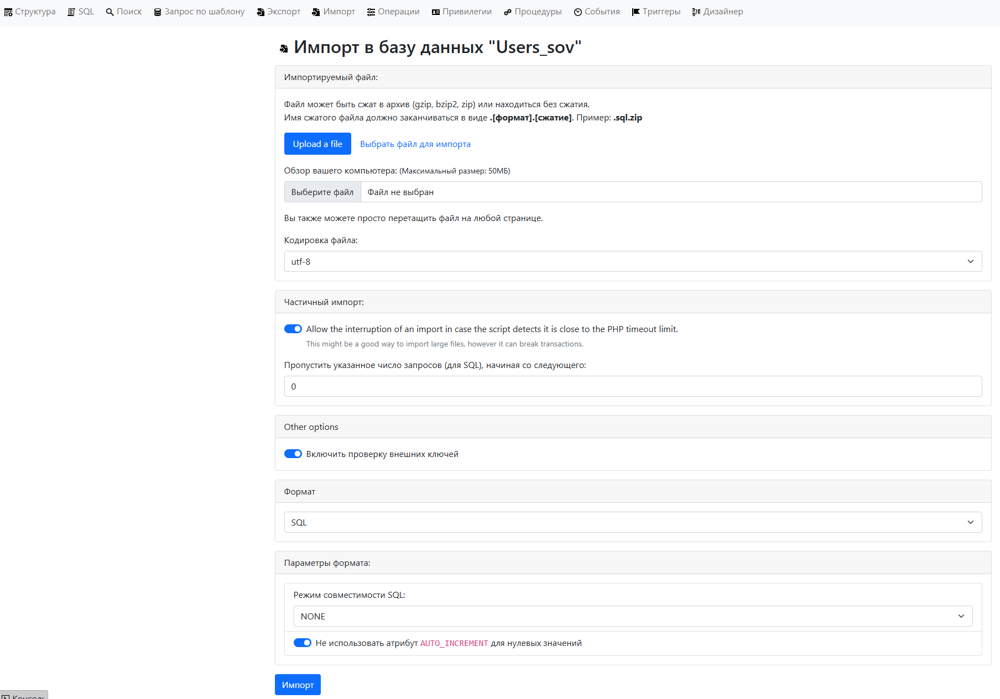 Структура SQL Поиск Запрос по шаблону Экспорт Импорт Операции Привилегии Процедуры События Триггеры Дизайнер
Импорт в базу данных "Users_sov"
Импортируемый файл:
Файл может быть сжат в архив (gzip, bzip2, zip) или находиться без сжатия.
Имя сжатого файла должно заканчиваться в виде .[формат].[сжатие]. Пример: .sql.zip
Upload a file Выбрать файл для импорта
Обзор вашего компьютера: (Максимальный размер: 50МБ)
Выберите файл Файл не выбран
Вы также можете просто перетащить файл на любой странице.
Кодировка файла:
utf-8
Частичный импорт:
Allow the interruption of an import in case the script detects it is close to the PHP timeout limit.
This might be a good way to import large files, however it can break transactions.
Пропустить указанное число запросов (для SQL), начиная со следующего:
0
Other options
Включить проверку внешних ключей
Формат
SQL
Параметры формата:
Режим совместимости SQL:
NONE
Не использовать атрибут AUTO_INCREMENT для нулевых значений
Импорт
Консоль